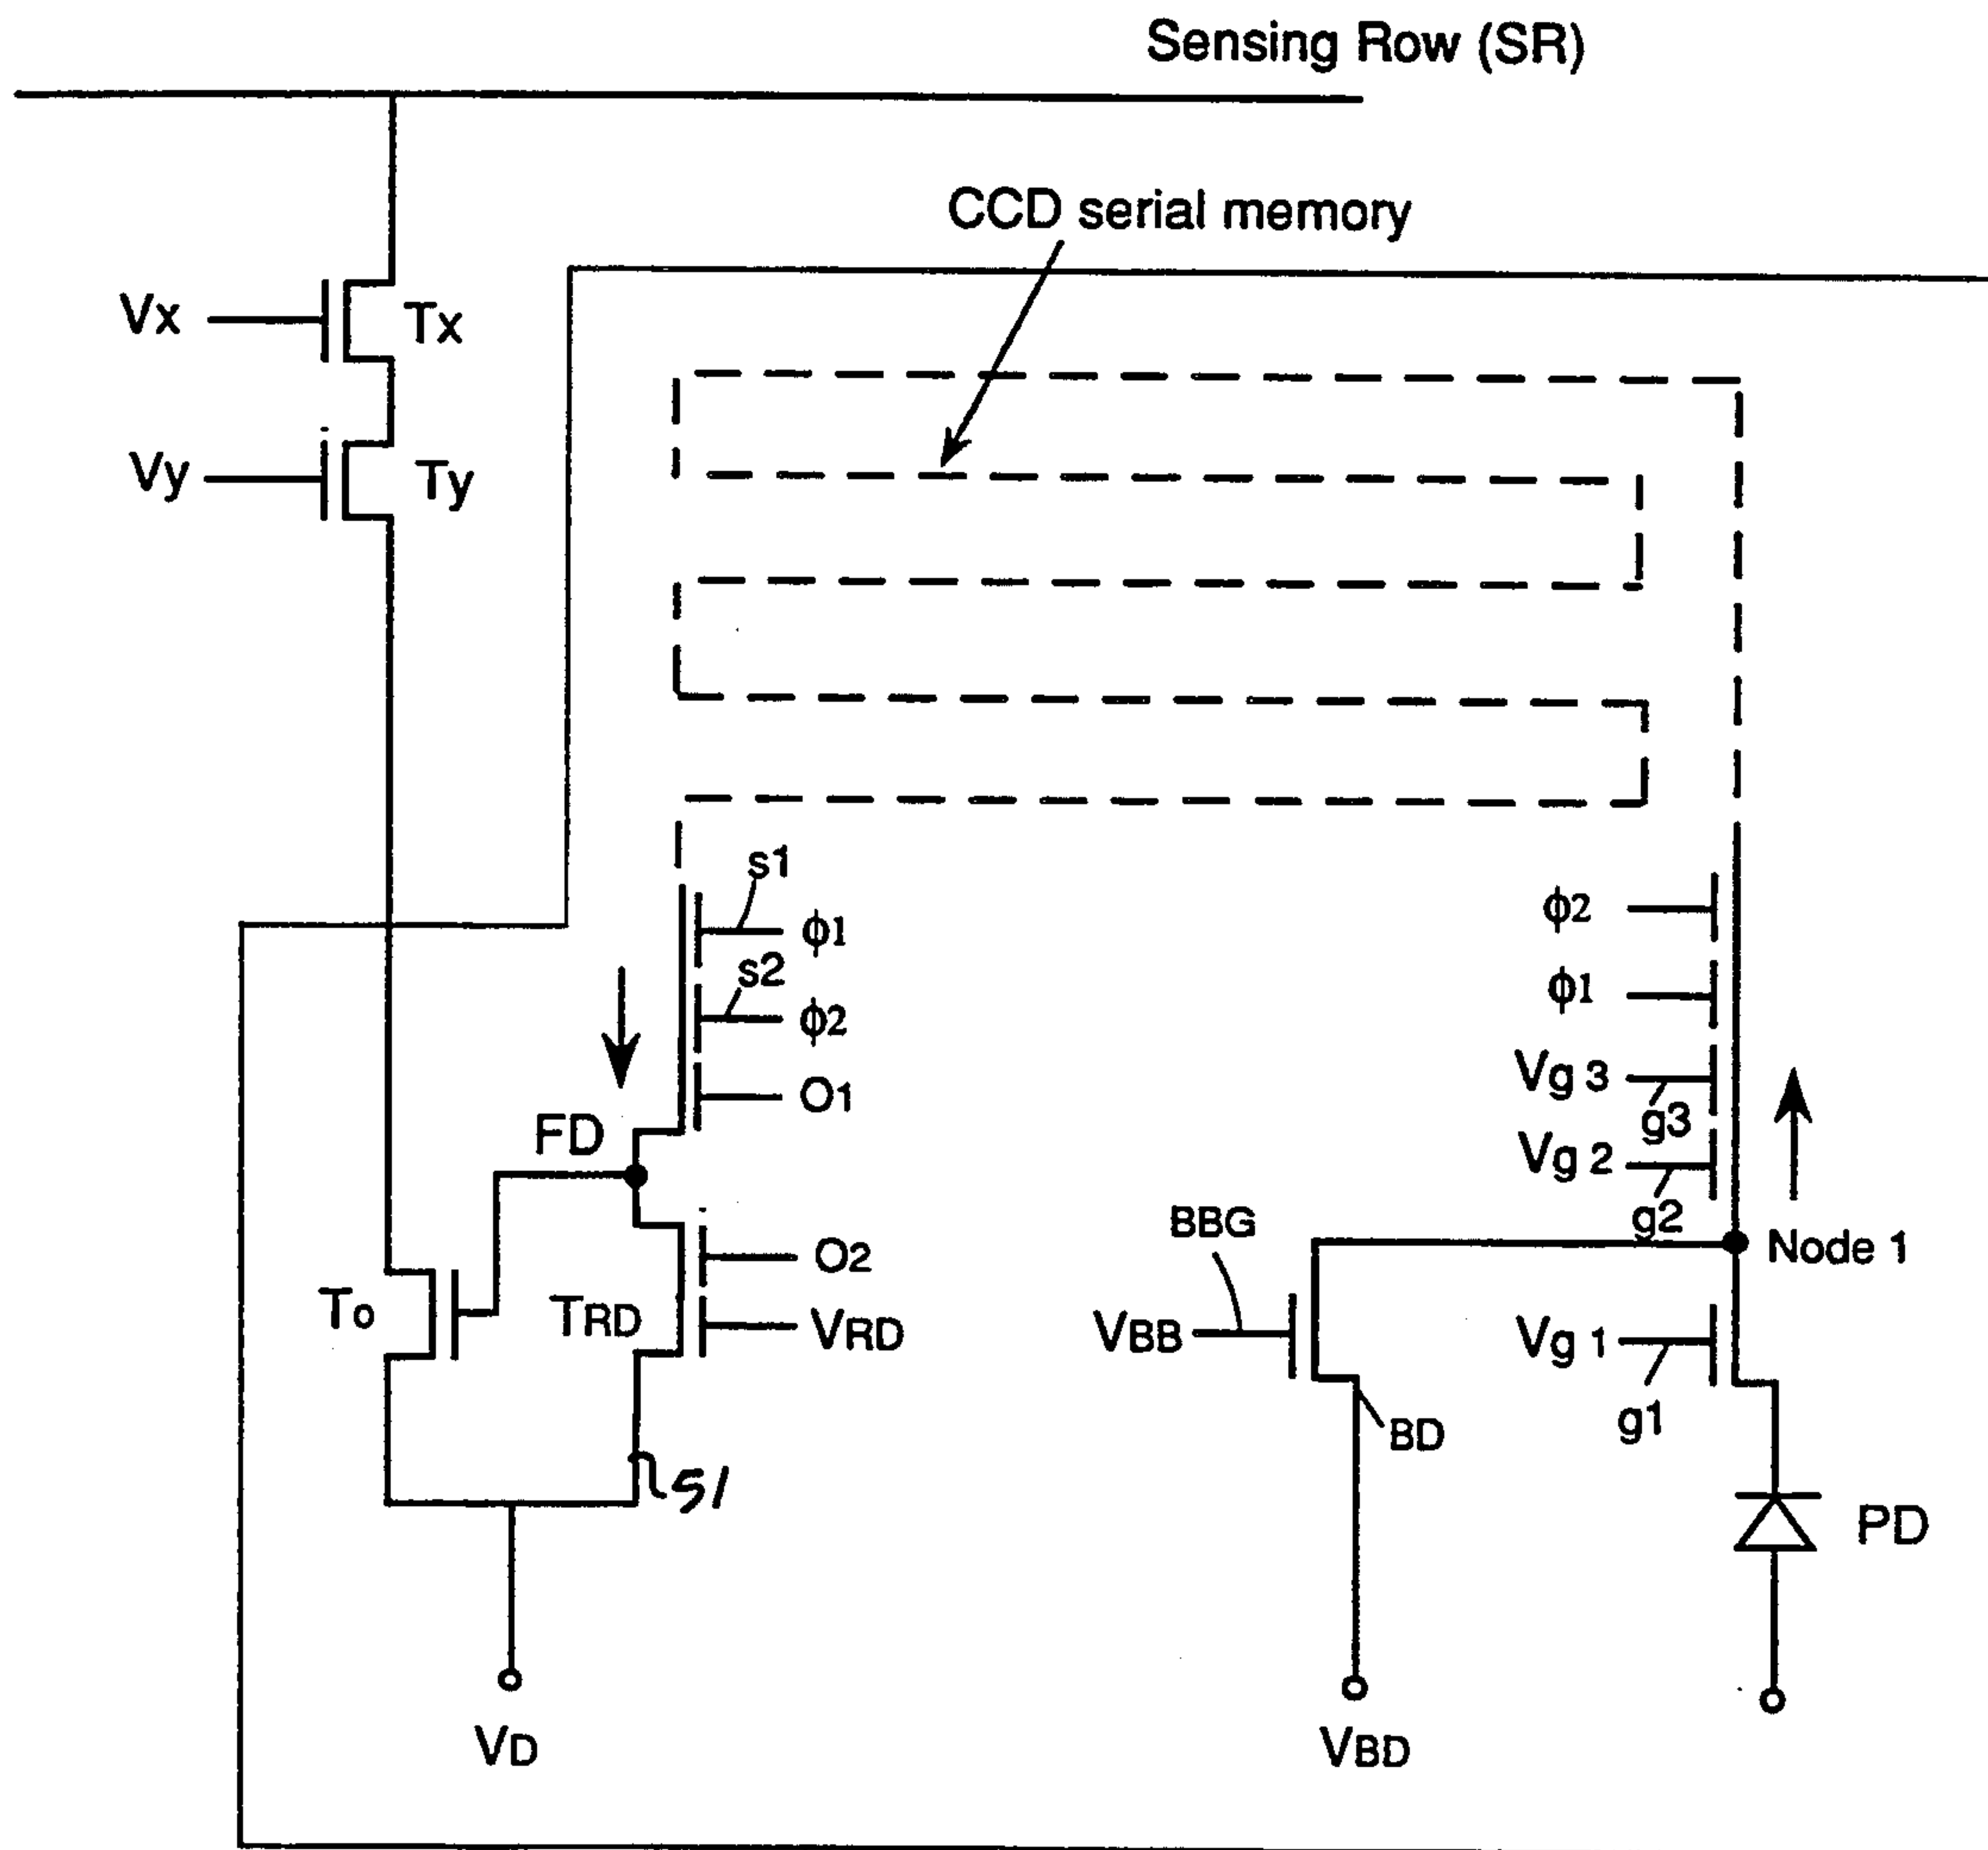 Sensing Row (SR)
CCD serial memory
Vx
Tx
Vy
Ty
s1
ϕ1
s2
ϕ2
O1
FD
ϕ2
ϕ1
Vg 3
g3
Vg 2
g2
Node 1
BBG
O2
To
TRD
VRD
VBB
Vg 1
g1
BD
51
PD
VD
VBD